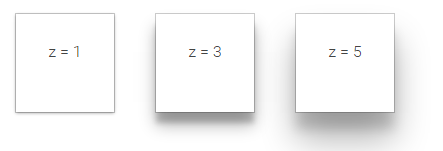 z = 1
z = 3
z = 5